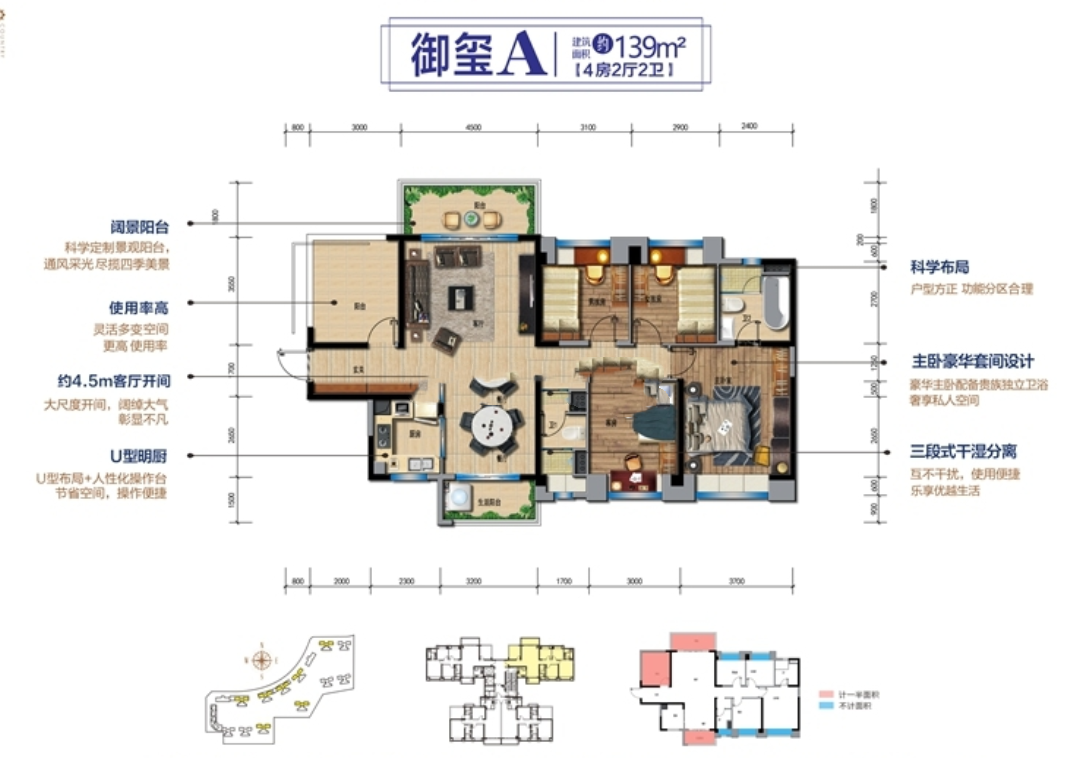 COUNTRY
御玺A
建筑面积 约139m²
【4房2厅2卫】
800 3000 4500 3100 2900 2400
阔景阳台
科学定制景观阳台，
通风采光 尽揽四季美景
使用率高
灵活多变空间
更高 使用率
约4.5m客厅开间
大尺度开间，阔绰大气
彰显不凡
U型明厨
U型布局+人性化操作台
节省空间，操作便捷
1800
3050
700
2600
1500
阳台
阳台
客厅
玄关
厨房
餐厅
生活阳台
卫
卫
主卧室
1800
200
600
2700
1250
500
2650
600
900
科学布局
户型方正 功能分区合理
主卧豪华套间设计
豪华主卧配备贵族独立卫浴
奢享私人空间
三段式干湿分离
互不干扰，使用便捷
乐享优越生活
800 2000 2300 3200 1700 3000 3700
N
W E
S
计一半面积
不计面积